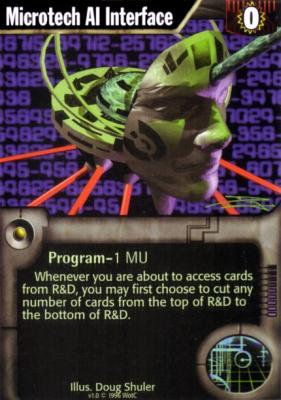 Microtech AI Interface
0
Program–1 MU
Whenever you are about to access cards
from R&D, you may first choose to cut any
number of cards from the top of R&D to
the bottom of R&D.
Illus. Doug Shuler
v1.0 © 1996 WotC